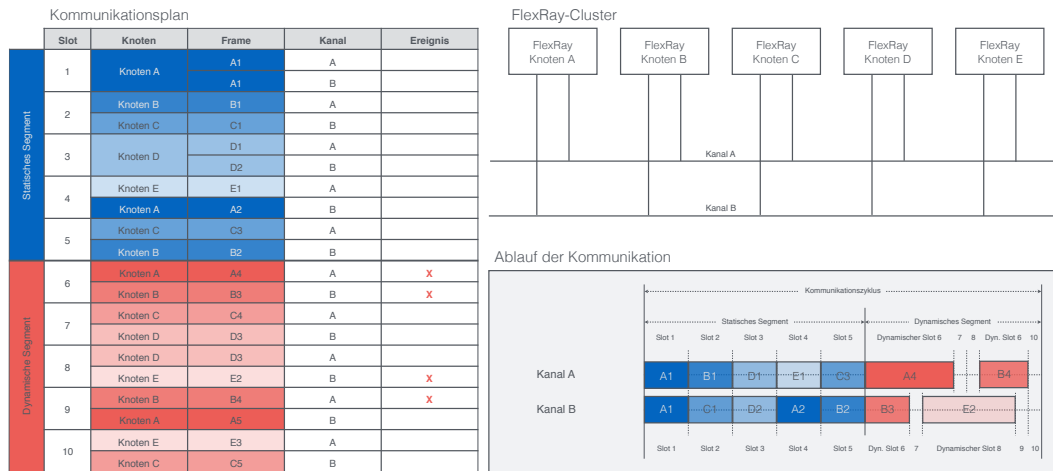 Kommunikationsplan
Slot Knoten Frame Kanal Ereignis
Statisches Segment
1 Knoten A A1 A
A1 B
2 Knoten B B1 A
Knoten C C1 B
3 Knoten D D1 A
D2 B
4 Knoten E E1 A
Knoten A A2 B
5 Knoten C C3 A
Knoten B B2 B
Dynamische Segment
6 Knoten A A4 A X
Knoten B B3 B X
7 Knoten C C4 A
Knoten D D3 B
8 Knoten D D3 A
Knoten E E2 B X
9 Knoten B B4 A X
Knoten A A5 B
10 Knoten E E3 A
Knoten C C5 B
FlexRay-Cluster
FlexRay Knoten A
FlexRay Knoten B
FlexRay Knoten C
FlexRay Knoten D
FlexRay Knoten E
Kanal A
Kanal B
Ablauf der Kommunikation
Kommunikationszyklus
Statisches Segment Dynamisches Segment
Slot 1 Slot 2 Slot 3 Slot 4 Slot 5 Dynamischer Slot 6 7 8 Dyn. Slot 6 10
Kanal A A1 B1 D1 E1 C3 A4 B4
Kanal B A1 C1 D2 A2 B2 B3 E2
Slot 1 Slot 2 Slot 3 Slot 4 Slot 5 Dyn. Slot 6 7 Dynamischer Slot 8 9 10